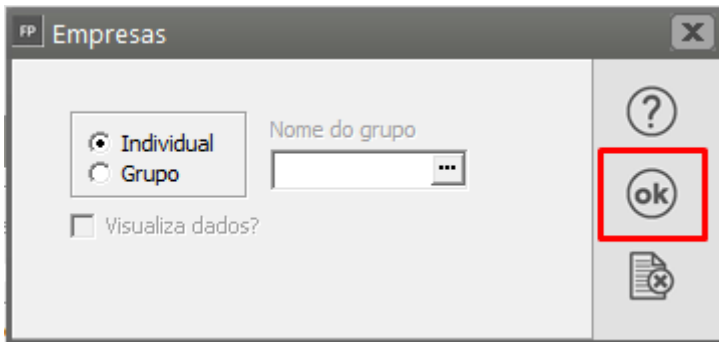 FP Empresas
Individual
Grupo
Nome do grupo
...
Visualiza dados?
?
ok